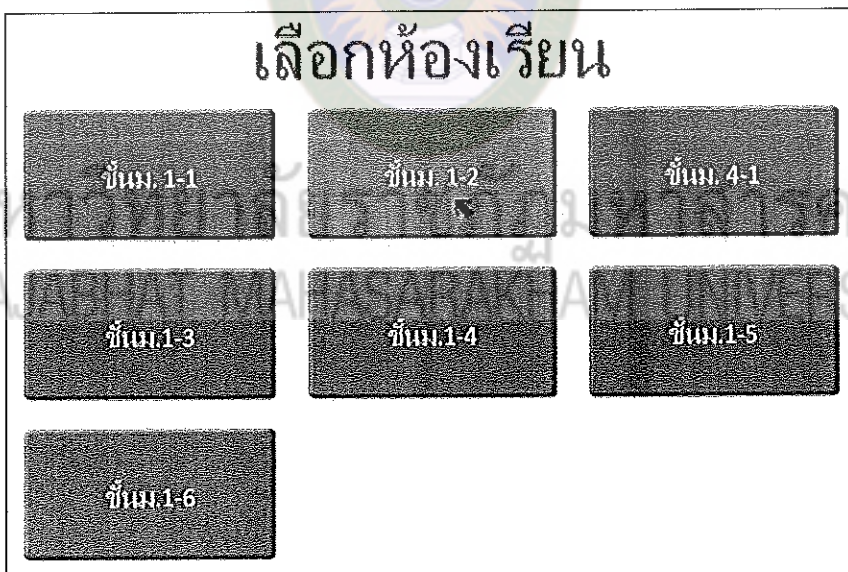 เลือกห้องเรียน
ชั้นม. 1-1
ชั้นม. 1-2
ชั้นม. 4-1
ชั้นม.1-3
ชั้นม.1-4
ชั้นม.1-5
ชั้นม.1-6
MAHASARAKHAM